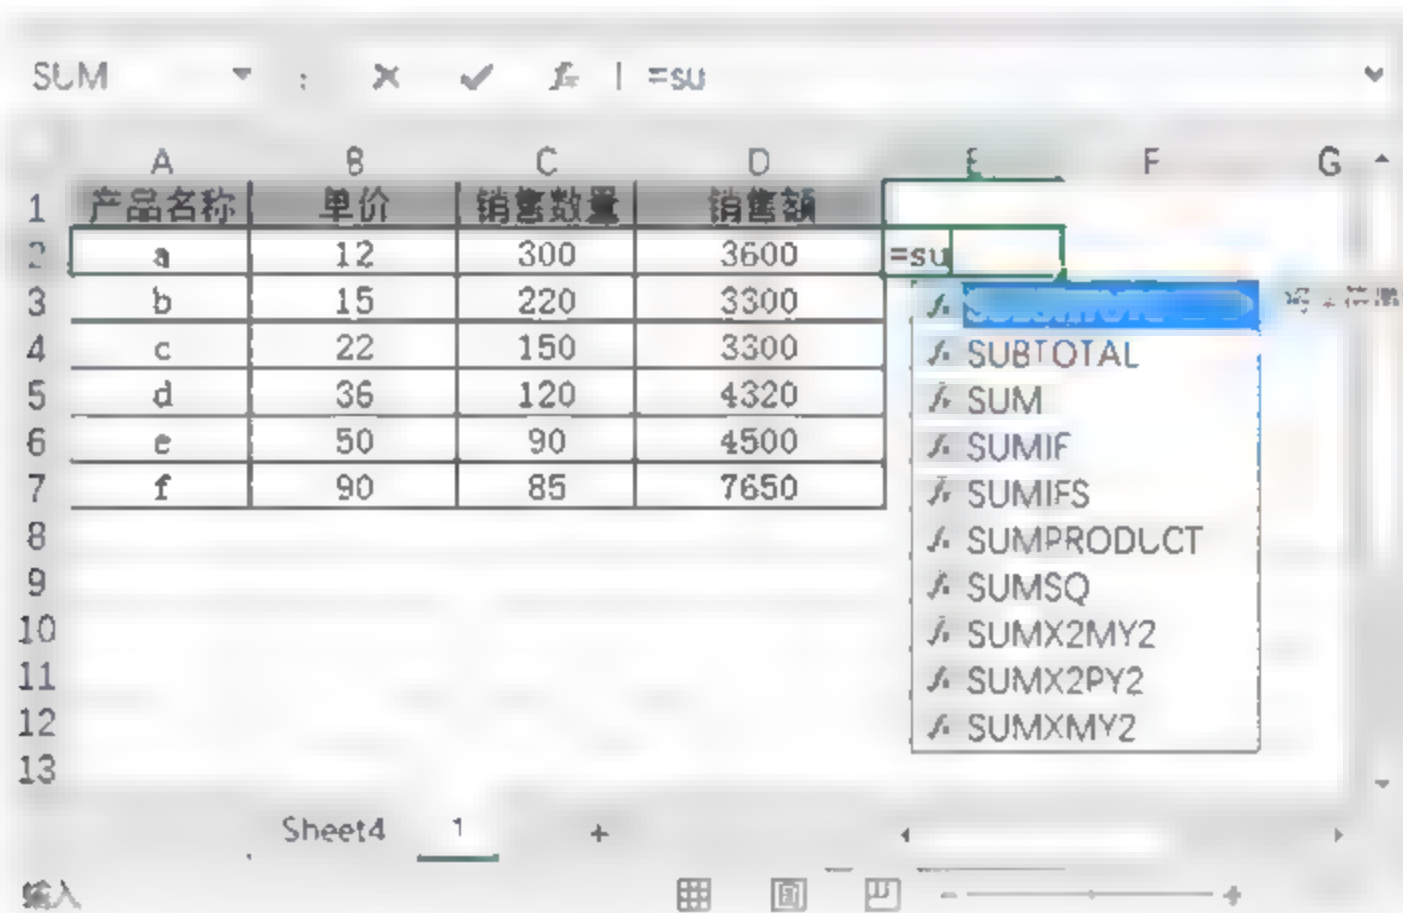 SUM =su
A B C D E F G
1 产品名称 单价 销售数量 销售额
2 a 12 300 3600 =su
3 b 15 220 3300
4 c 22 150 3300 SUBTOTAL
5 d 36 120 4320 SUM
6 e 50 90 4500 SUMIF
7 f 90 85 7650 SUMIFS
8 SUMPRODUCT
9 SUMSQ
10 SUMX2MY2
11 SUMX2PY2
12 SUMXMY2
13
Sheet4 1
输入